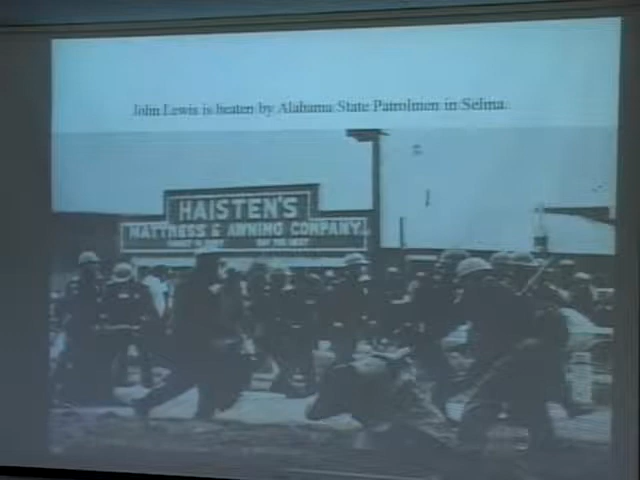 John Lewis is beaten by Alabama State Patrolmen in Selma.
HAISTEN'S
MATTRESS & AWNING COMPANY